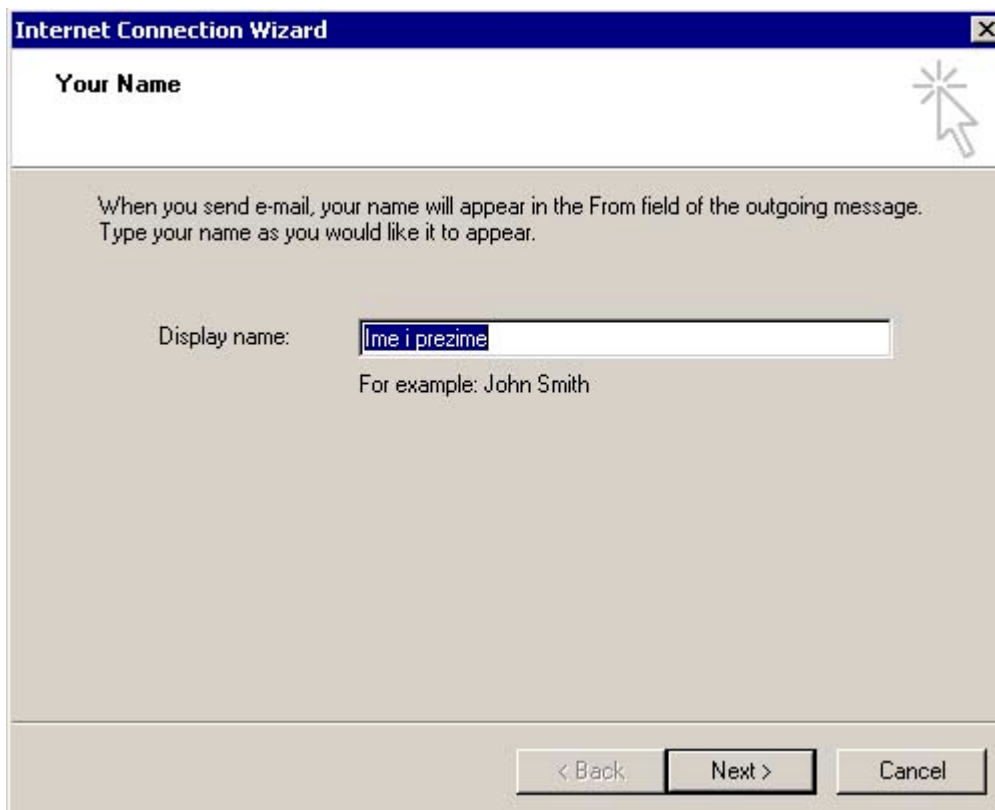 Internet Connection Wizard
Your Name
When you send e-mail, your name will appear in the From field of the outgoing message.
Type your name as you would like it to appear.
Display name: Ime i prezime
For example: John Smith
< Back Next > Cancel